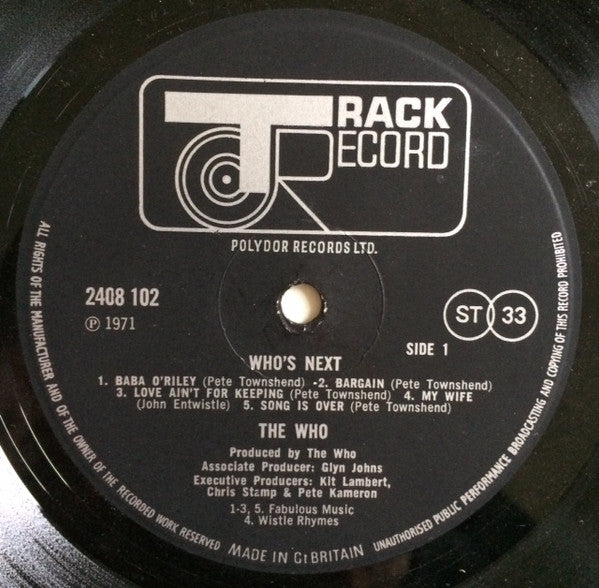 TRACK
RECORD
POLYDOR RECORDS LTD.
2408 102
℗ 1971
ST 33
SIDE 1
WHO'S NEXT
1. BABA O'RILEY (Pete Townshend) -2. BARGAIN (Pete Townshend)
3. LOVE AIN'T FOR KEEPING (Pete Townshend) 4. MY WIFE
(John Entwistle) 5. SONG IS OVER (Pete Townshend)
THE WHO
Produced by The Who
Associate Producer: Glyn Johns
Executive Producers: Kit Lambert,
Chris Stamp & Pete Kameron
1-3, 5. Fabulous Music
4. Wistle Rhymes
ALL RIGHTS OF THE MANUFACTURER AND OF THE OWNER OF THE RECORDED WORK RESERVED
MADE IN Gt BRITAIN
UNAUTHORISED PUBLIC PERFORMANCE BROADCASTING AND COPYING OF THIS RECORD PROHIBITED